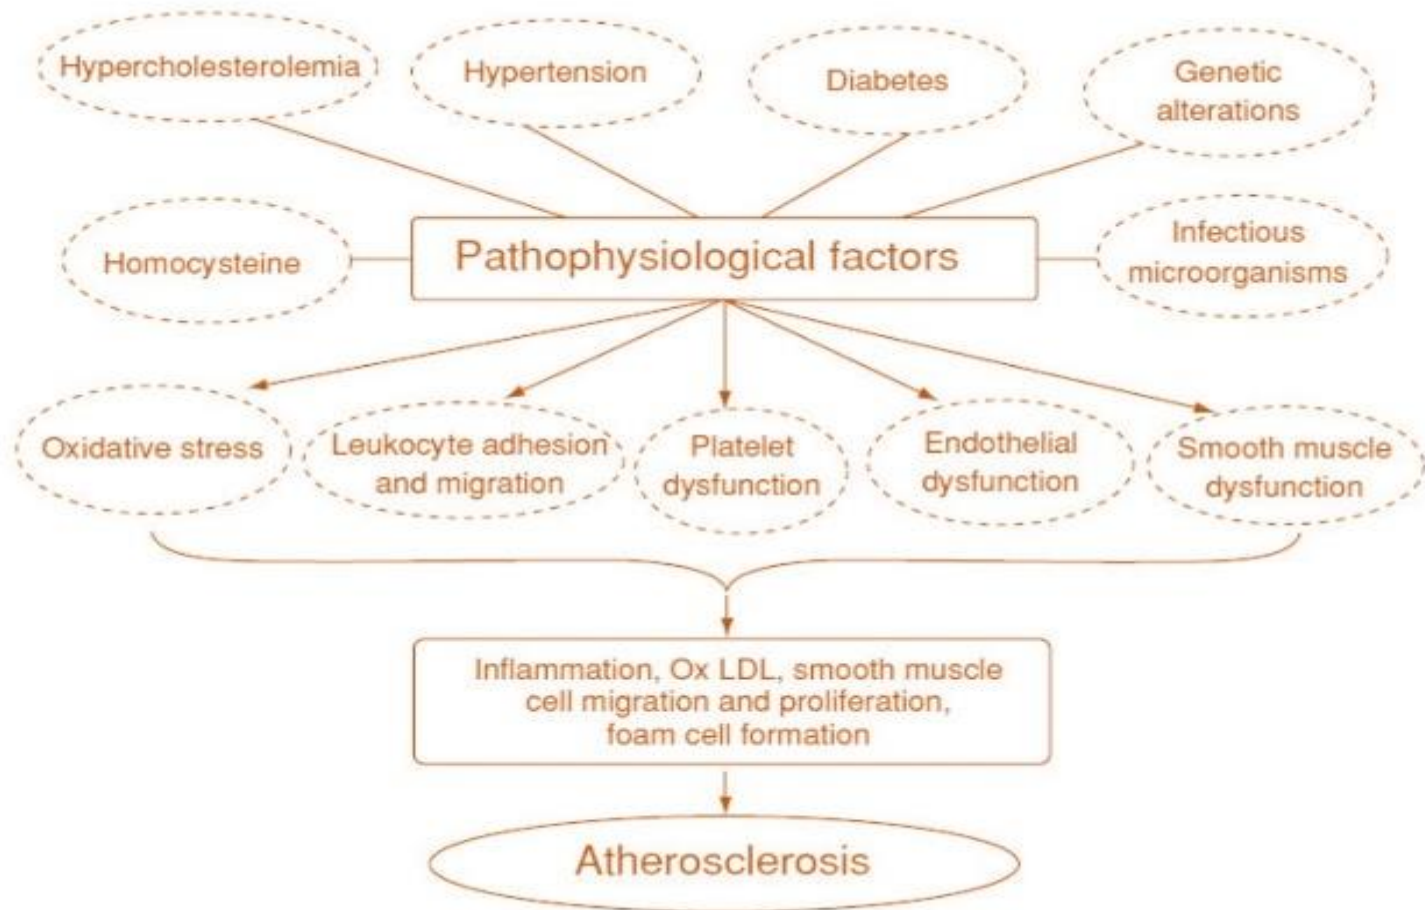 Hypercholesterolemia
Hypertension
Diabetes
Genetic
alterations
Homocysteine
Pathophysiological factors
Infectious
microorganisms
Oxidative stress
Leukocyte adhesion
and migration
Platelet
dysfunction
Endothelial
dysfunction
Smooth muscle
dysfunction
Inflammation, Ox LDL, smooth muscle
cell migration and proliferation,
foam cell formation
Atherosclerosis